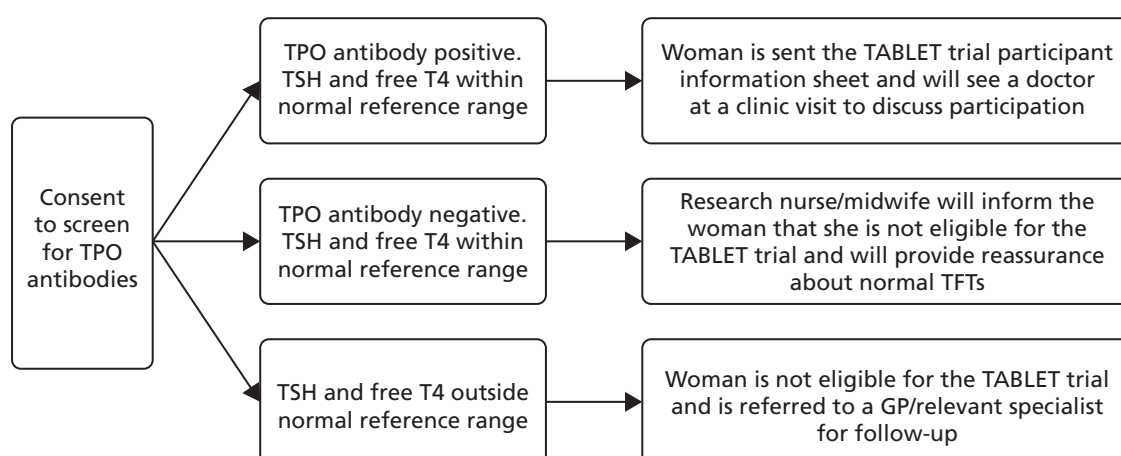 Consent
to screen
for TPO
antibodies
TPO antibody positive.
TSH and free T4 within
normal reference range
Woman is sent the TABLET trial participant
information sheet and will see a doctor
at a clinic visit to discuss participation
TPO antibody negative.
TSH and free T4 within
normal reference range
Research nurse/midwife will inform the
woman that she is not eligible for the
TABLET trial and will provide reassurance
about normal TFTs
TSH and free T4 outside
normal reference range
Woman is not eligible for the TABLET trial
and is referred to a GP/relevant specialist
for follow-up